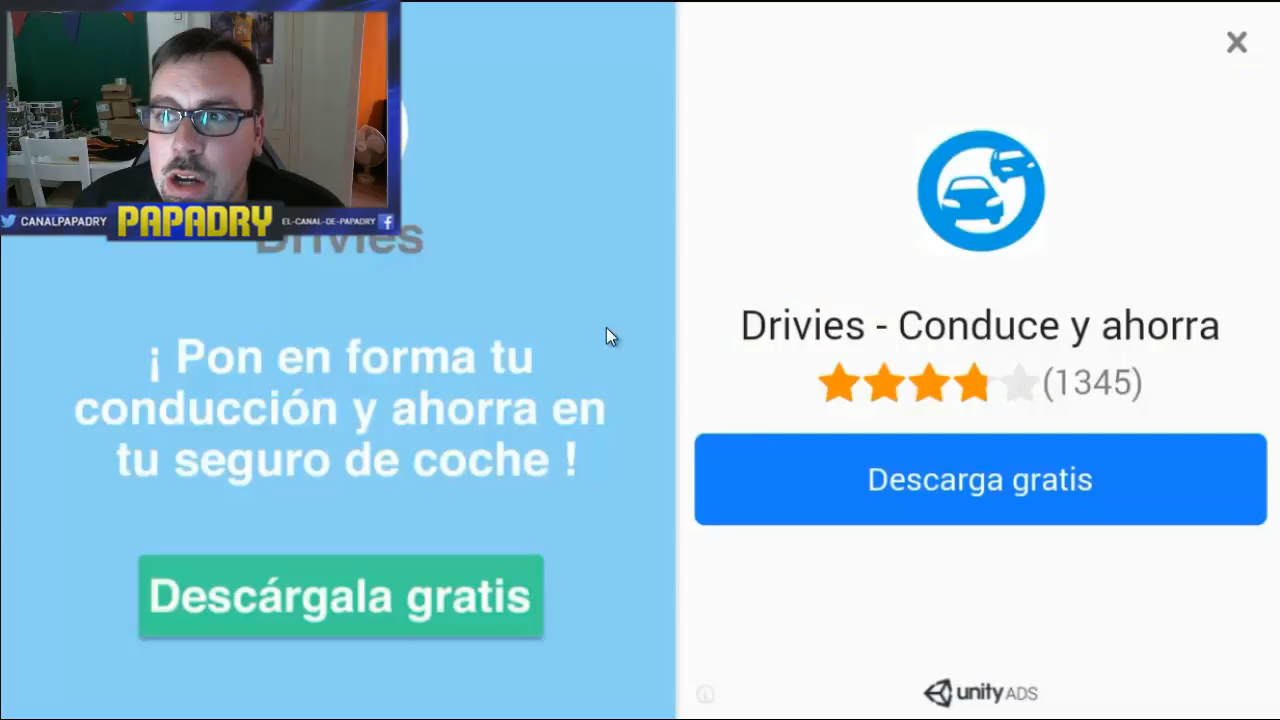 CANALPAPADRY
PAPADRY
EL-CANAL-DE-PAPADRY
Drivies
¡ Pon en forma tu
conducción y ahorra en
tu seguro de coche !
Descárgala gratis
Drivies - Conduce y ahorra
(1345)
Descarga gratis
unity ADS